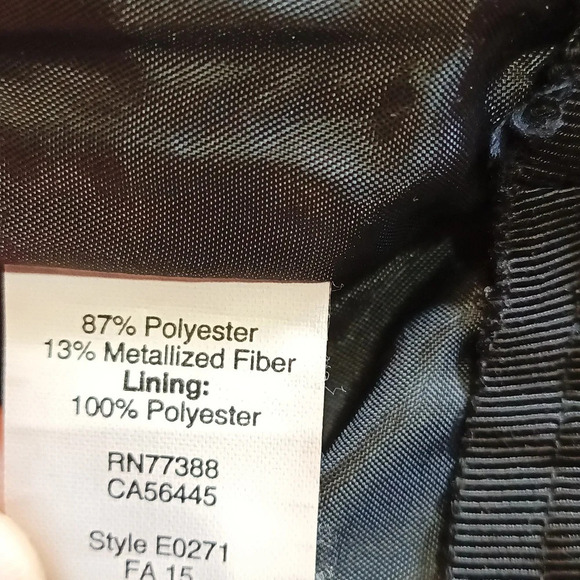 87% Polyester
13% Metallized Fiber
Lining:
100% Polyester
RN77388
CA56445
Style E0271
FA 15